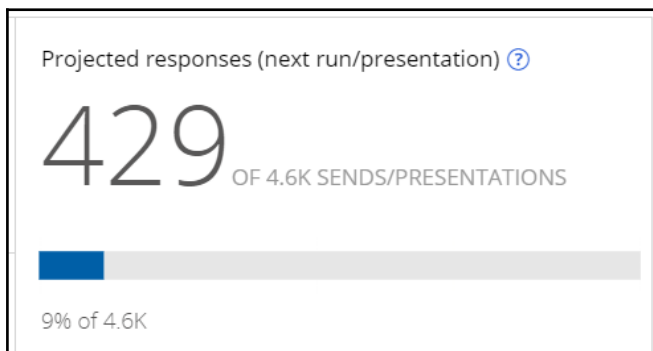 Projected responses (next run/presentation) ?
429 OF 4.6K SENDS/PRESENTATIONS
9% of 4.6K